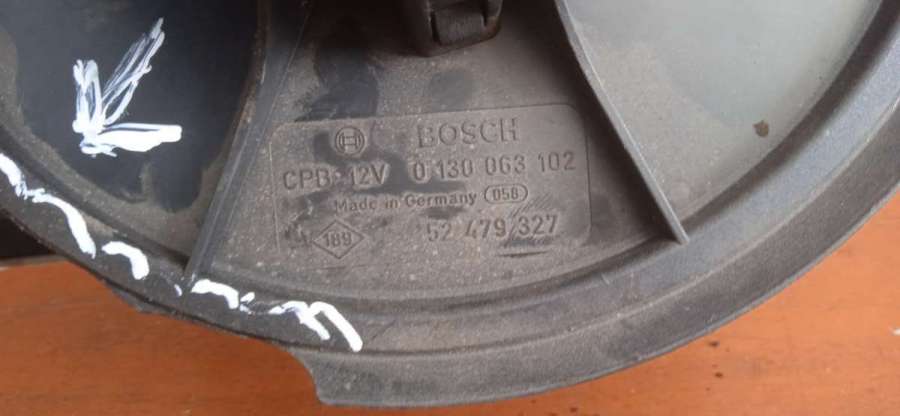 BOSCH
CPB 12V 0 130 063 102
Made in Germany 058
189 52 479 327